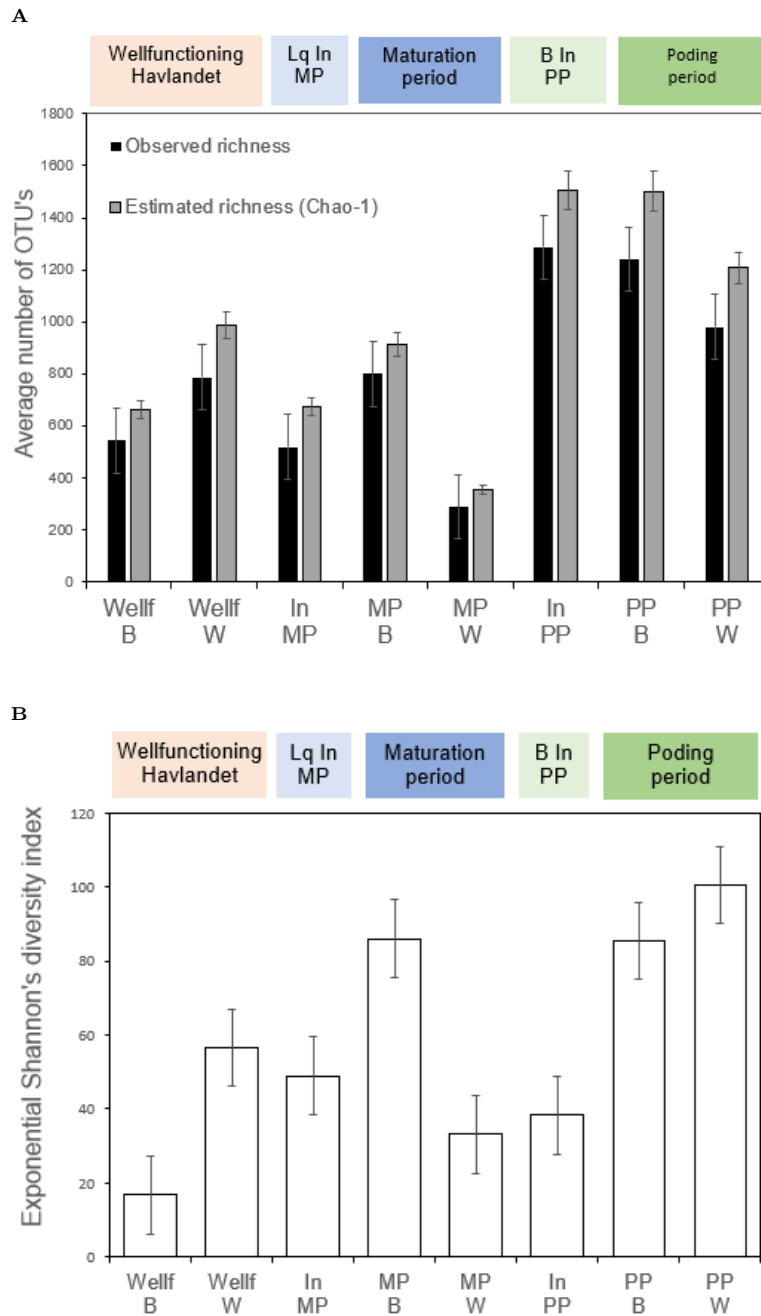 A
Wellfunctioning
Havlandet
Lq In
MP
Maturation
period
B In
PP
Poding
period
Average number of OTU's
1800
1600
1400
1200
1000
800
600
400
200
0
Observed richness
Estimated richness (Chao-1)
Wellf
B
Wellf
W
In
MP
MP
B
MP
W
In
PP
PP
B
PP
W
B
Wellfunctioning
Havlandet
Lq In
MP
Maturation
period
B In
PP
Poding
period
Exponential Shannon's diversity index
120
100
80
60
40
20
0
Wellf
B
Wellf
W
In
MP
MP
B
MP
W
In
PP
PP
B
PP
W